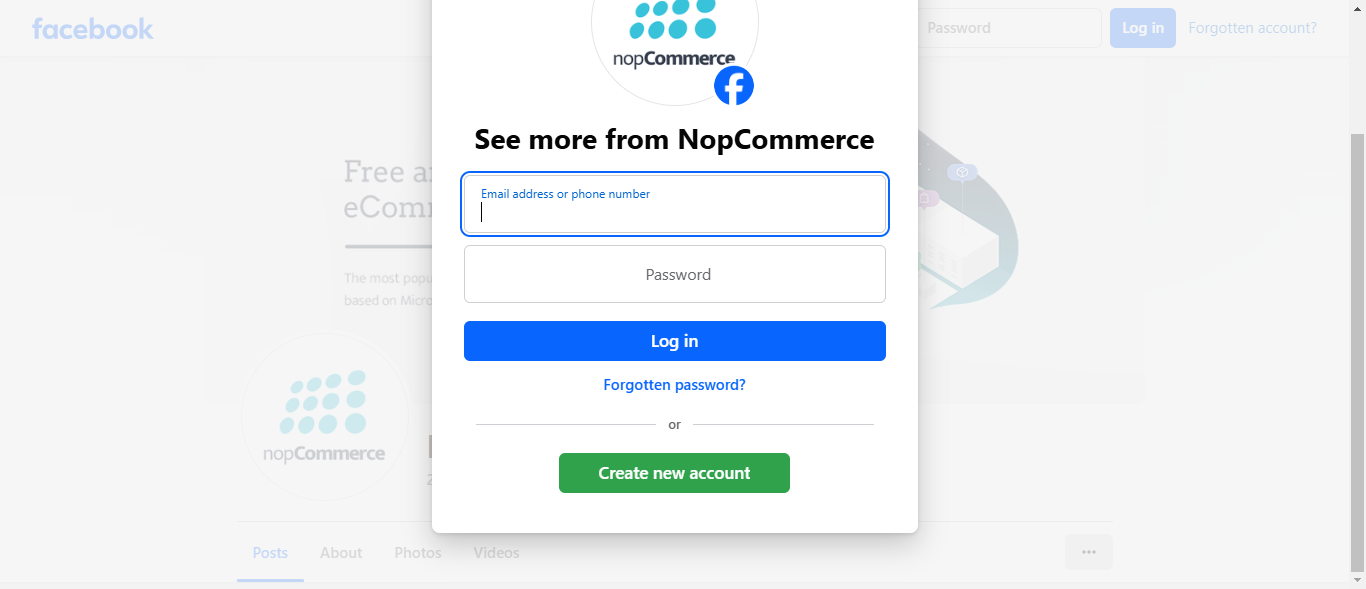 facebook
Password
Log in
Forgotten account?
nopCommerce
See more from NopCommerce
Email address or phone number
Password
Log in
Forgotten password?
or
Create new account
Free
eCom
The most popu
based on Micro
nopCommerce
Posts
About
Photos
Videos